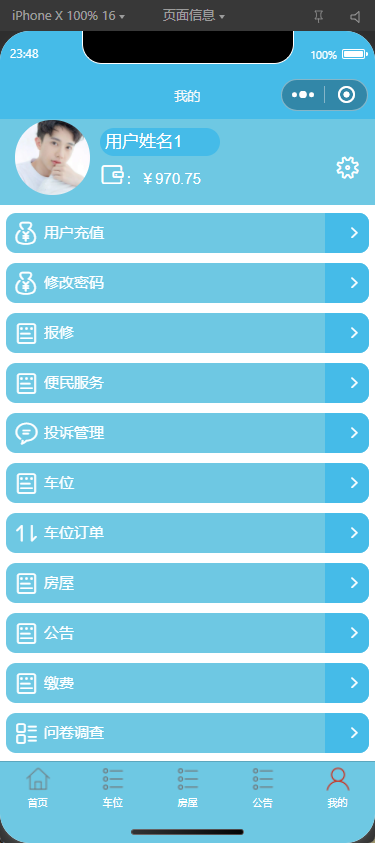 iPhone X 100% 16 页面信息
23:48 100%
我的
用户姓名1
：￥970.75
用户充值
修改密码
报修
便民服务
投诉管理
车位
车位订单
房屋
公告
缴费
问卷调查
首页 车位 房屋 公告 我的